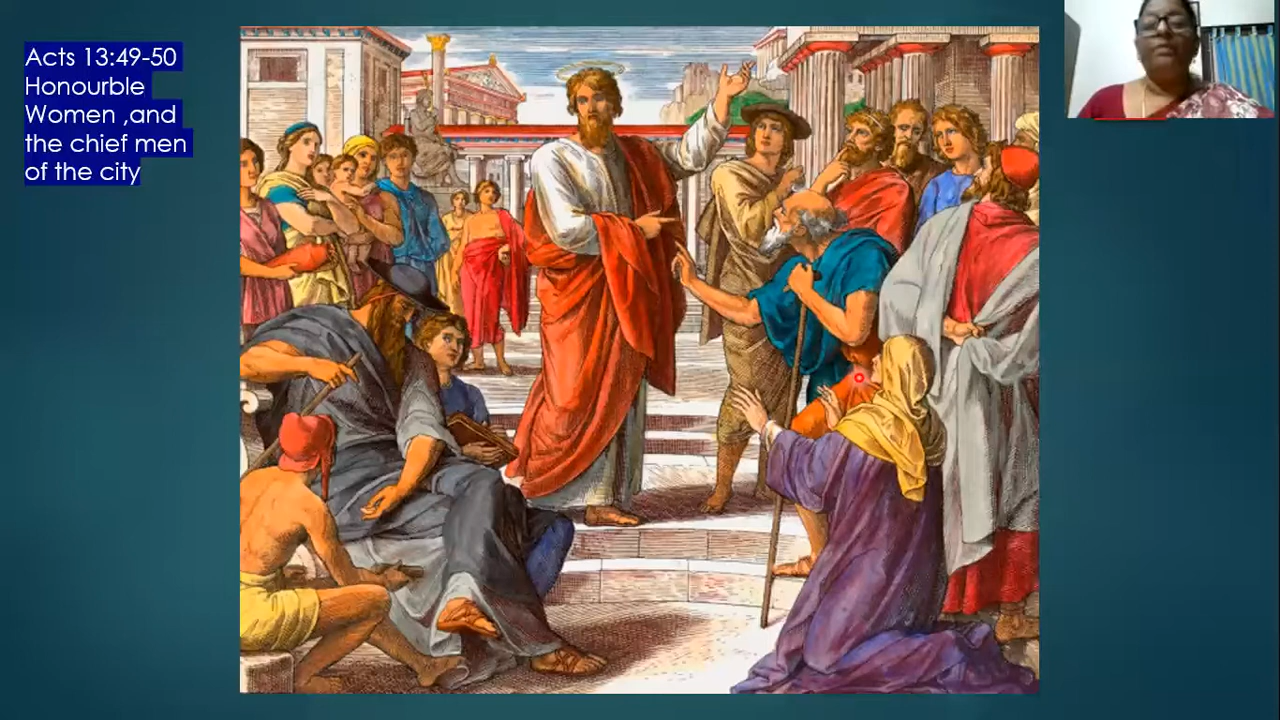 Acts 13:49-50
Honourble
Women ,and
the chief men
of the city